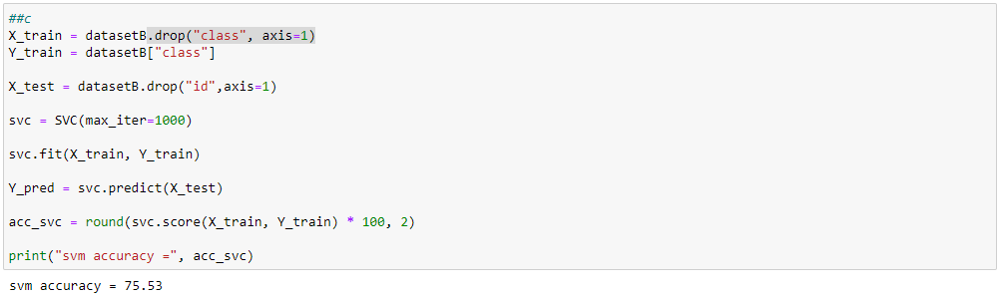 ##c
X_train = datasetB.drop("class", axis=1)
Y_train = datasetB["class"]
X_test = datasetB.drop("id",axis=1)
svc = SVC(max_iter=1000)
svc.fit(X_train, Y_train)
Y_pred = svc.predict(X_test)
acc_svc = round(svc.score(X_train, Y_train) * 100, 2)
print("svm accuracy =", acc_svc)
svm accuracy = 75.53